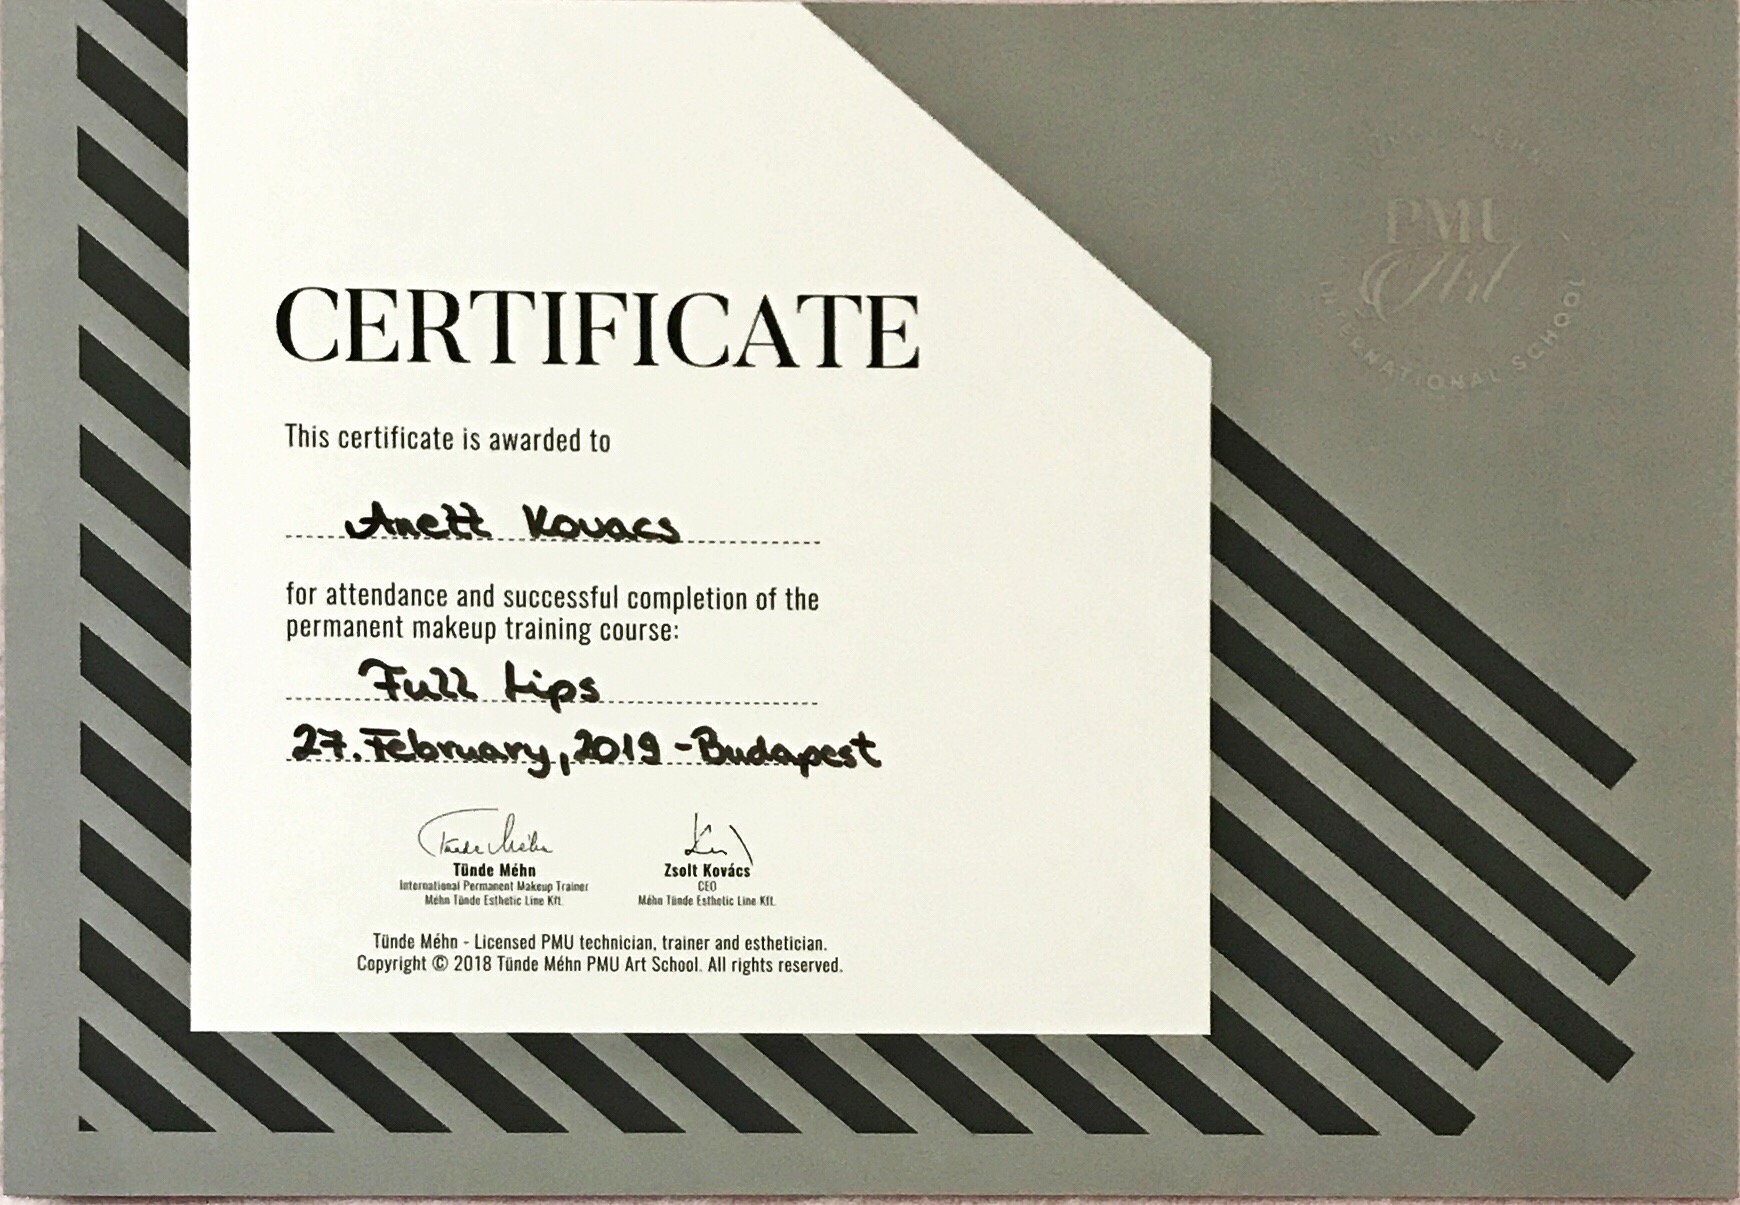 PMU
Art
INTERNATIONAL SCHOOL
CERTIFICATE
This certificate is awarded to
Anett Kovacs
for attendance and successful completion of the
permanent makeup training course:
Full Lips
27. February, 2019 - Budapest
Tünde Méhn
Tünde Méhn
International Permanent Makeup Trainer
Méhn Tünde Esthetic Line Kft.
Zsolt Kovács
CEO
Méhn Tünde Esthetic Line Kft.
Tünde Méhn - Licensed PMU technician, trainer and esthetician.
Copyright © 2018 Tünde Méhn PMU Art School. All rights reserved.